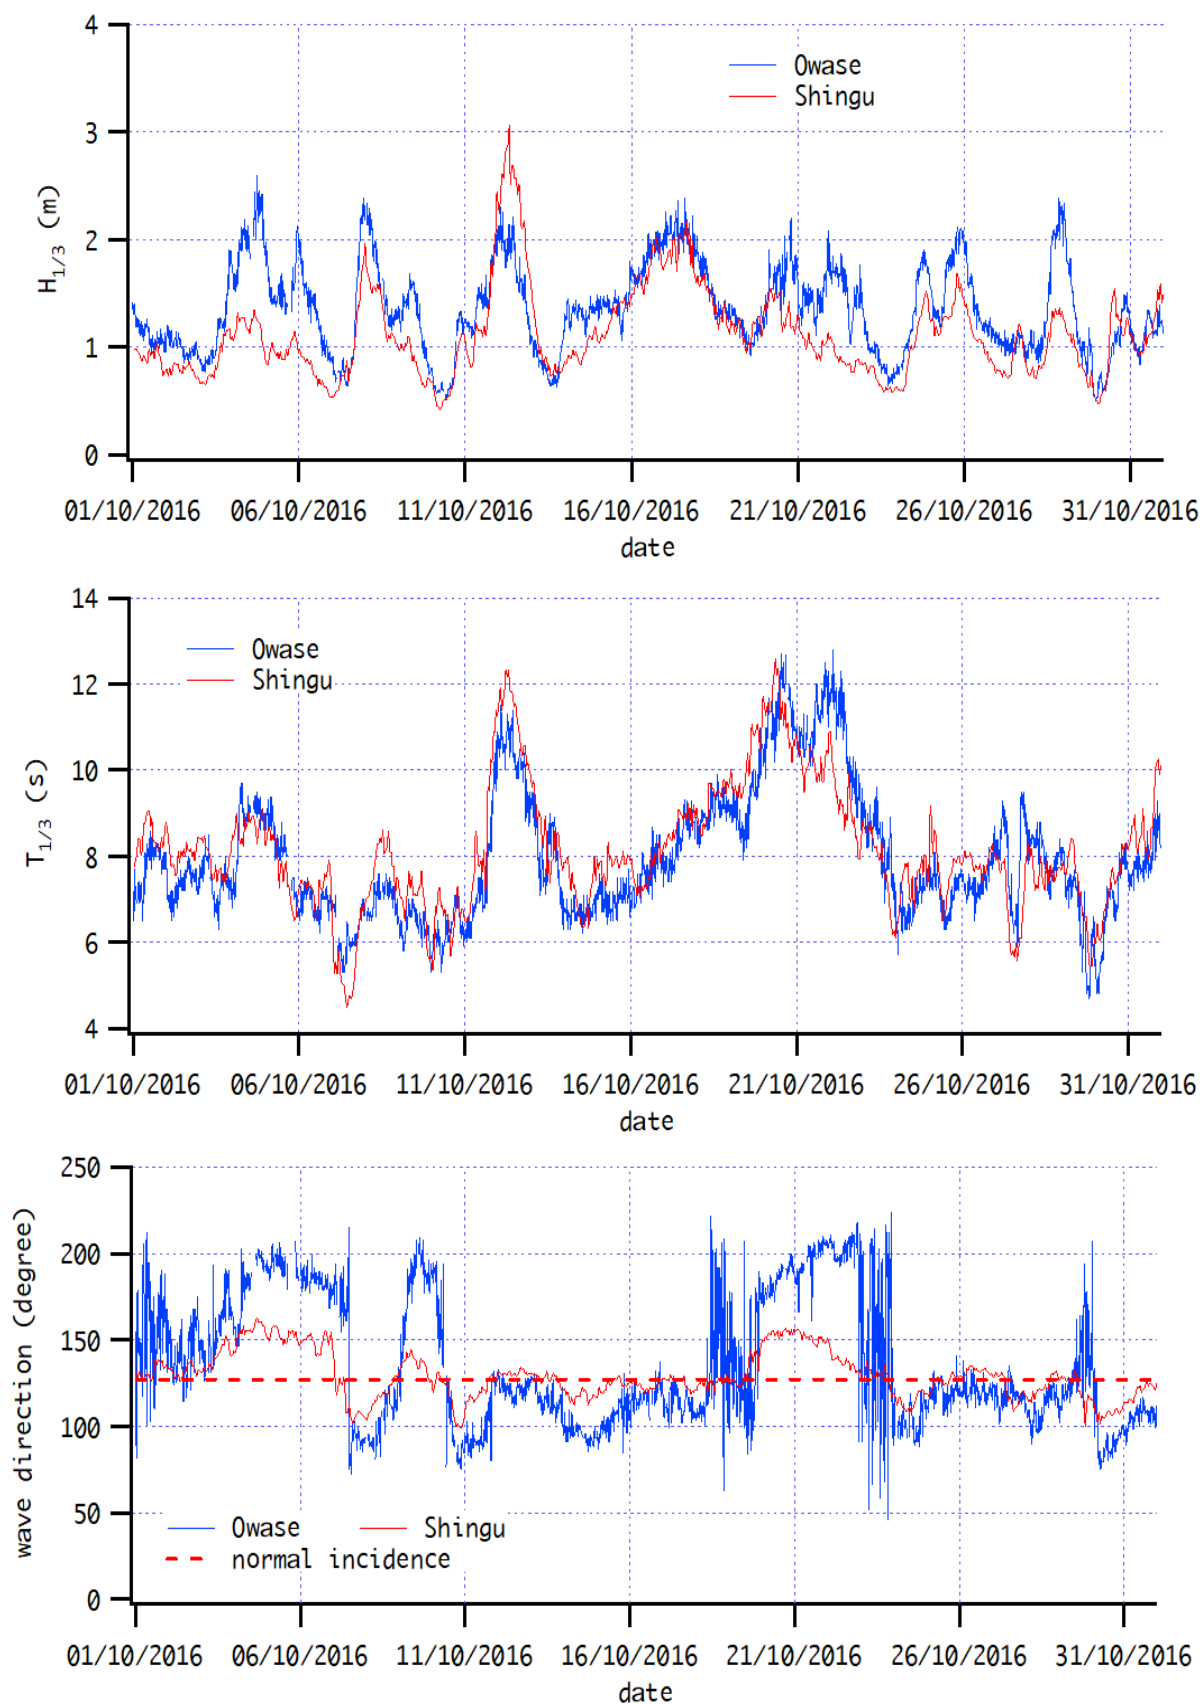 4
Owase
Shingu
3
2
1
0
H1/3 (m)
01/10/2016 06/10/2016 11/10/2016 16/10/2016 21/10/2016 26/10/2016 31/10/2016
date
14
Owase
Shingu
12
10
8
6
4
T1/3 (s)
01/10/2016 06/10/2016 11/10/2016 16/10/2016 21/10/2016 26/10/2016 31/10/2016
date
250
200
150
100
50
0
wave direction (degree)
Owase Shingu
normal incidence
01/10/2016 06/10/2016 11/10/2016 16/10/2016 21/10/2016 26/10/2016 31/10/2016
date